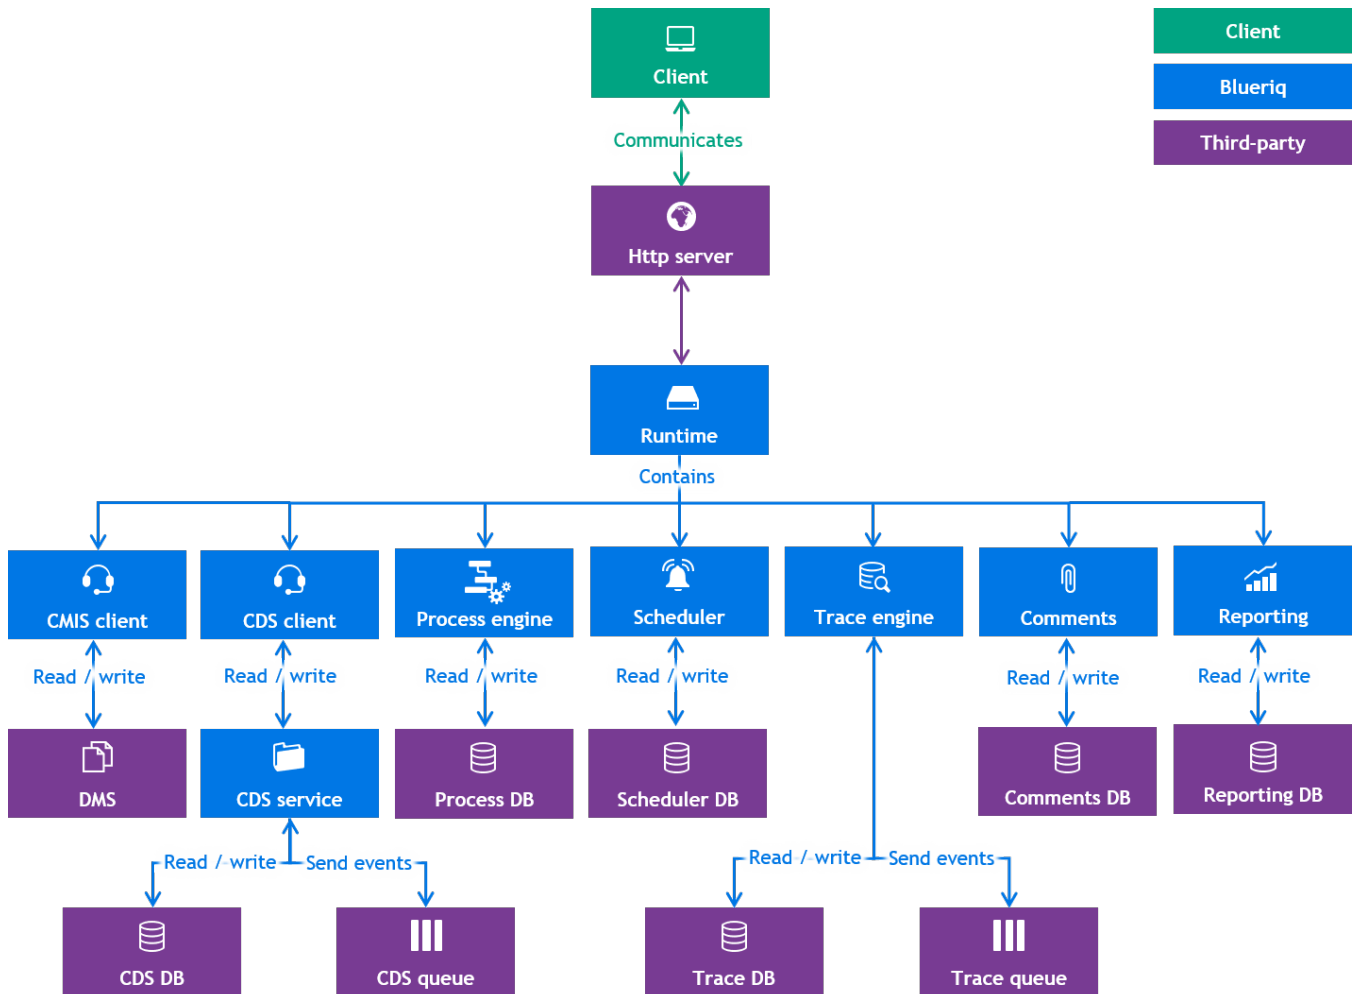 Client
Client
Blueriq
Communicates
Third-party
Http server
Runtime
Contains
CMIS client
CDS client
Process engine
Scheduler
Trace engine
Comments
Reporting
Read / write
Read / write
Read / write
Read / write
Read / write
Read / write
DMS
CDS service
Process DB
Scheduler DB
Comments DB
Reporting DB
Read / write
Send events
Read / write
Send events
CDS DB
CDS queue
Trace DB
Trace queue